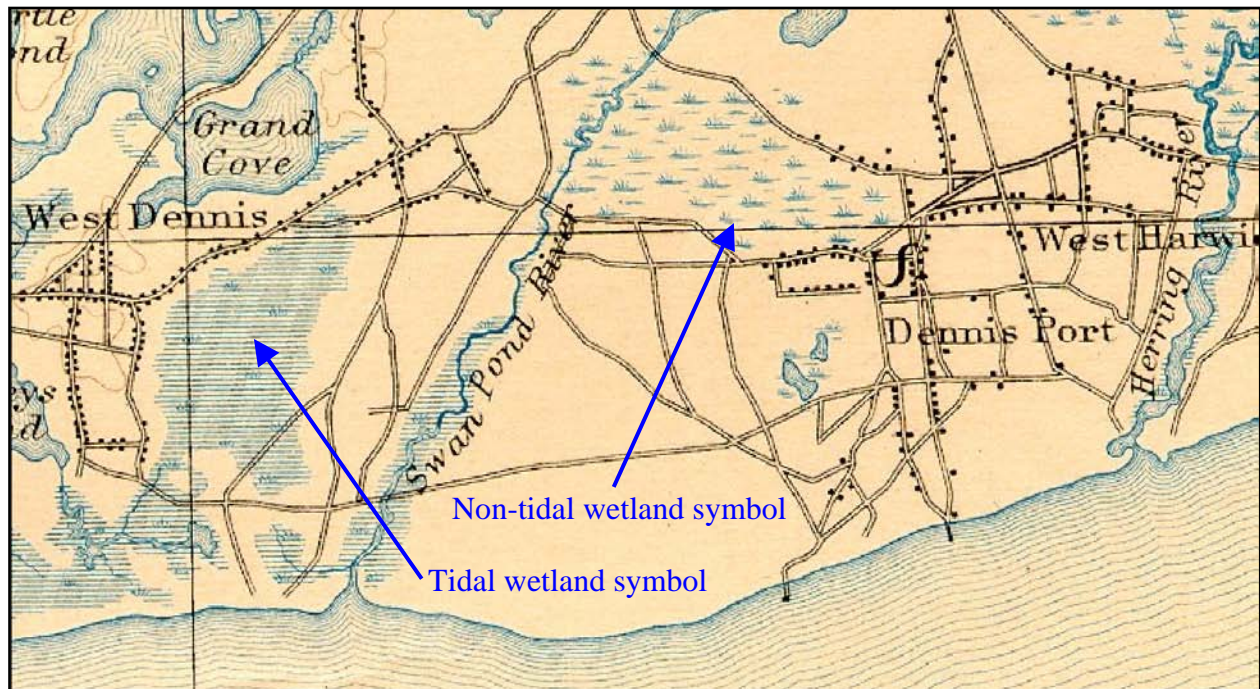 Grand
Cove
West Dennis
Swan Pond River
West Harwi
Dennis Port
Herring River
Non-tidal wetland symbol
Tidal wetland symbol